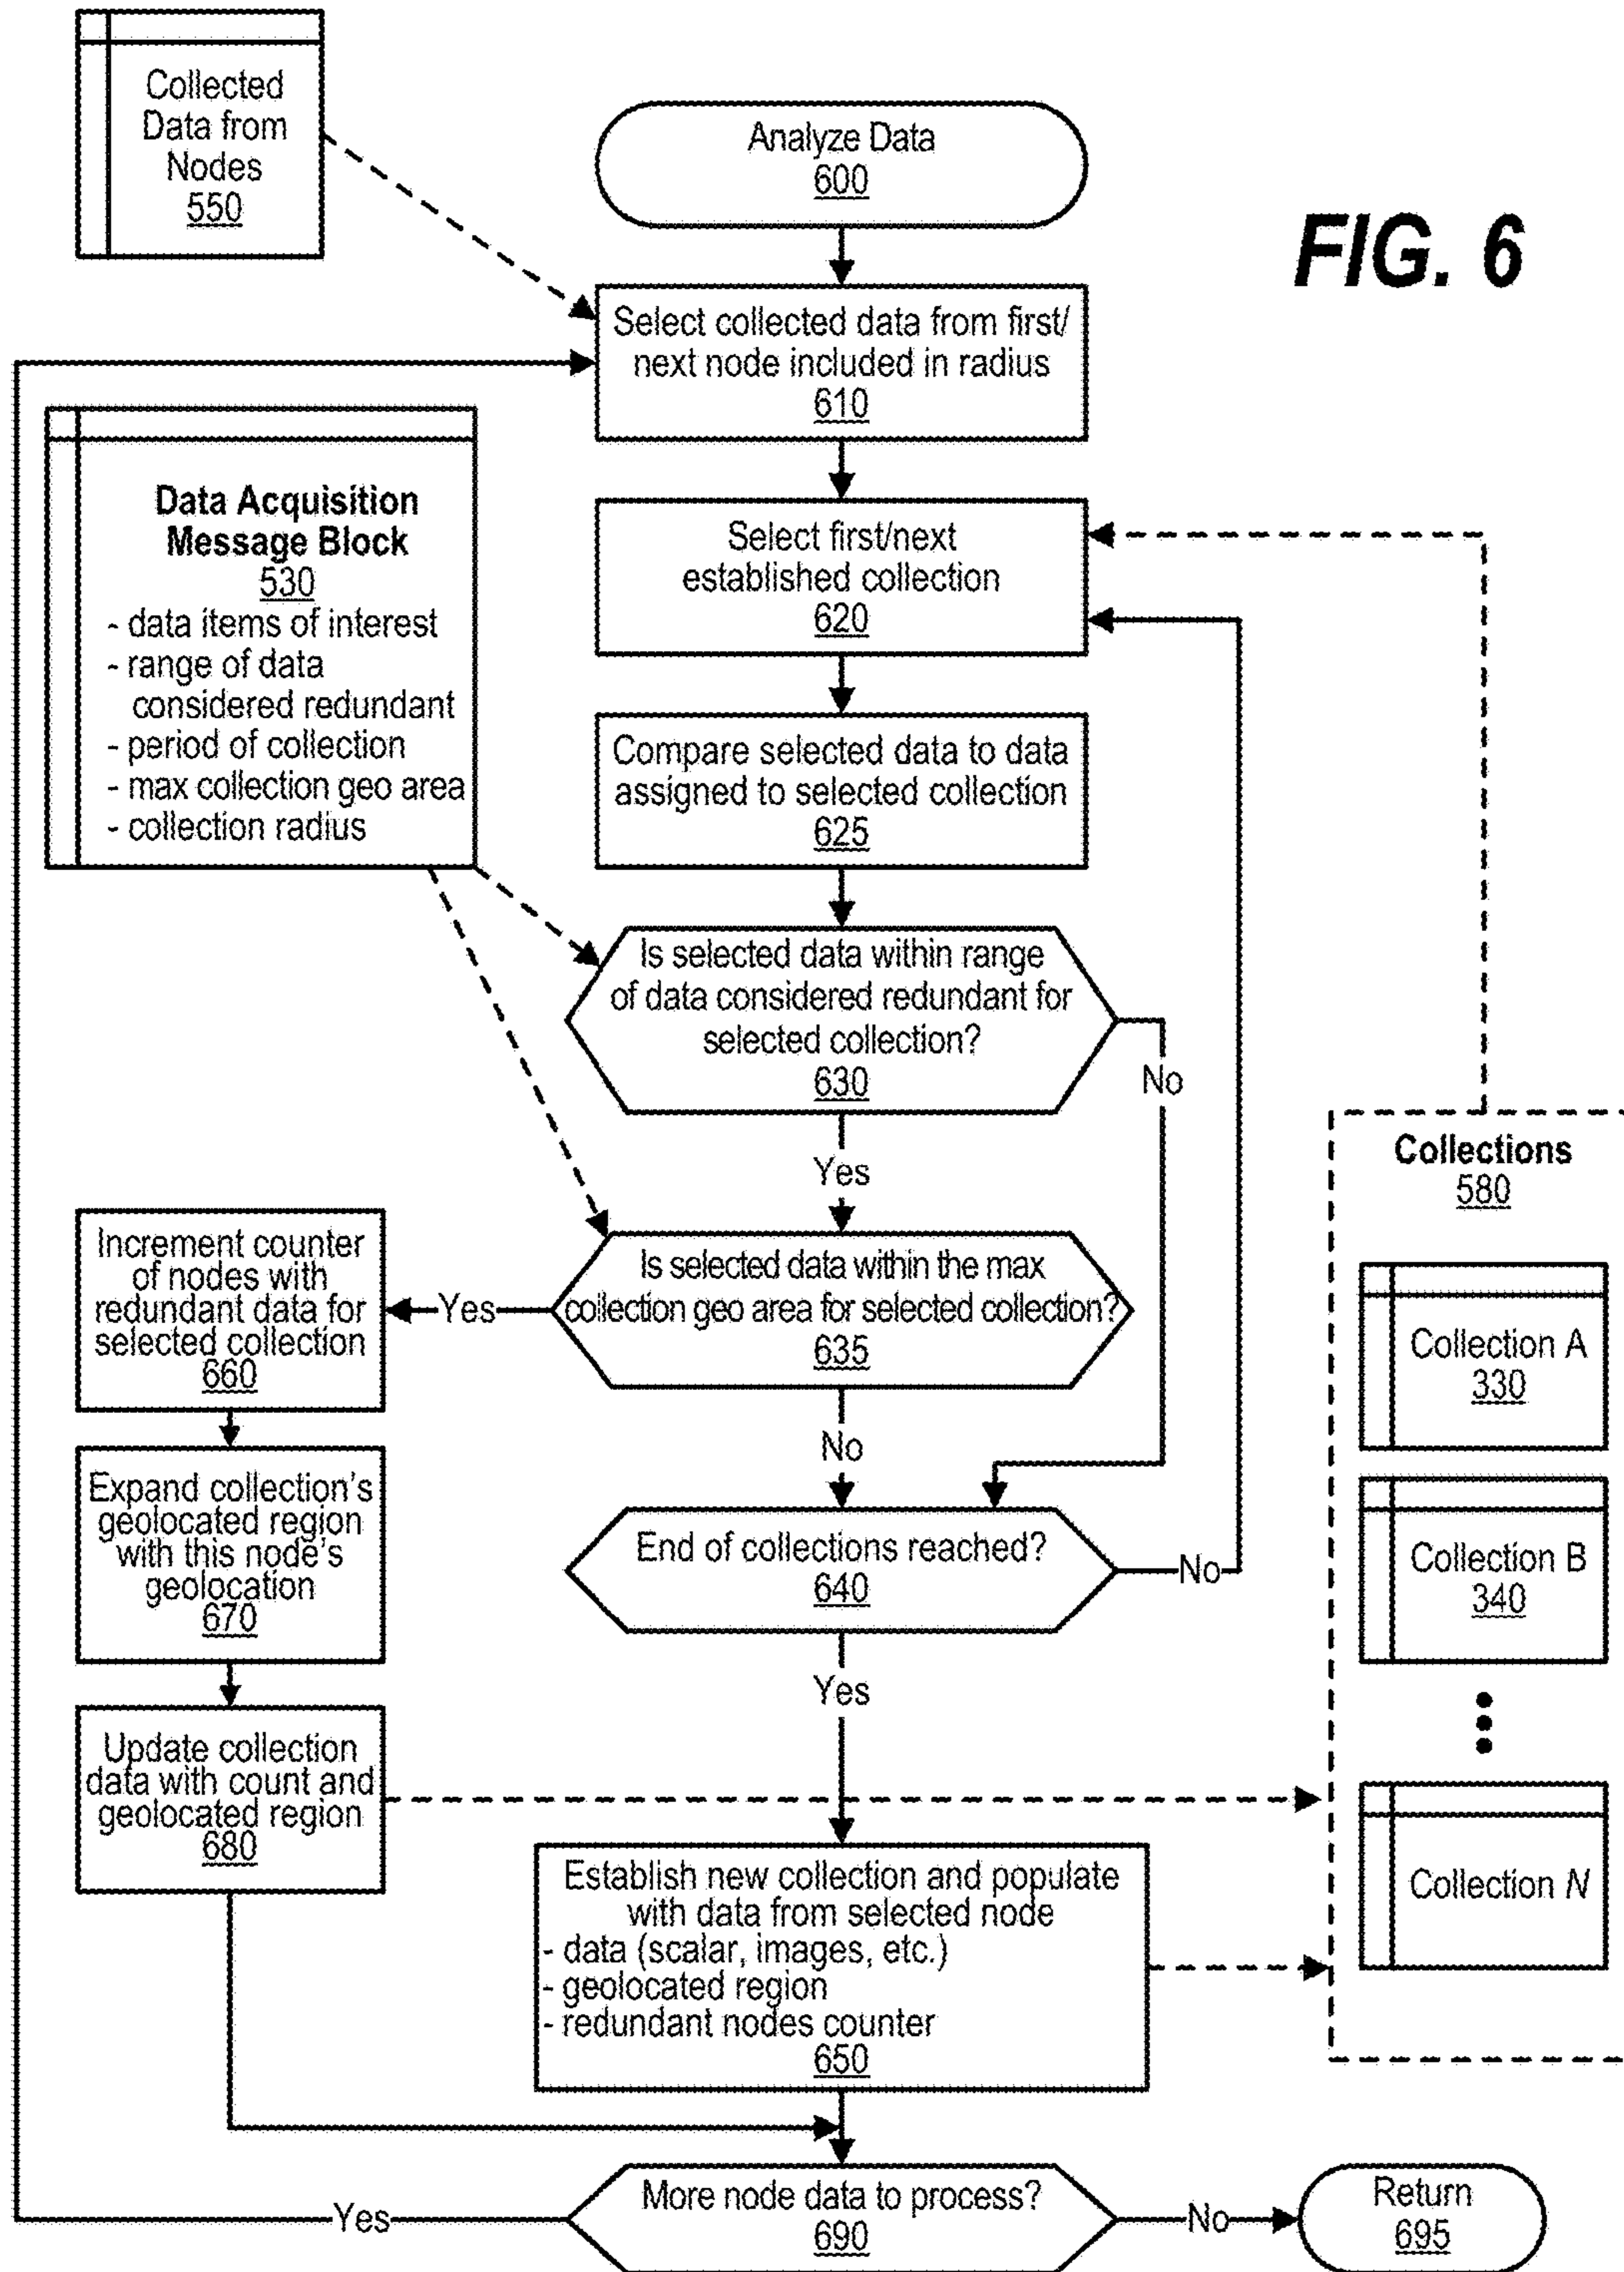 Collected
Data from
Nodes
550
Analyze Data
600
FIG. 6
Select collected data from first/
next node included in radius
610
Data Acquisition
Message Block
530
- data items of interest
- range of data
considered redundant
- period of collection
- max collection geo area
- collection radius
Select first/next
established collection
620
Compare selected data to data
assigned to selected collection
625
Is selected data within range
of data considered redundant for
selected collection?
630
No
Yes
Collections
580
Increment counter
of nodes with
redundant data for
selected collection
660
Yes
Is selected data within the max
collection geo area for selected collection?
635
Collection A
330
No
Expand collection's
geolocated region
with this node's
geolocation
670
End of collections reached?
640
No
Collection B
340
Yes
Update collection
data with count and
geolocated region
680
Collection N
Establish new collection and populate
with data from selected node
- data (scalar, images, etc.)
- geolocated region
- redundant nodes counter
650
More node data to process?
690
Yes
No
Return
695